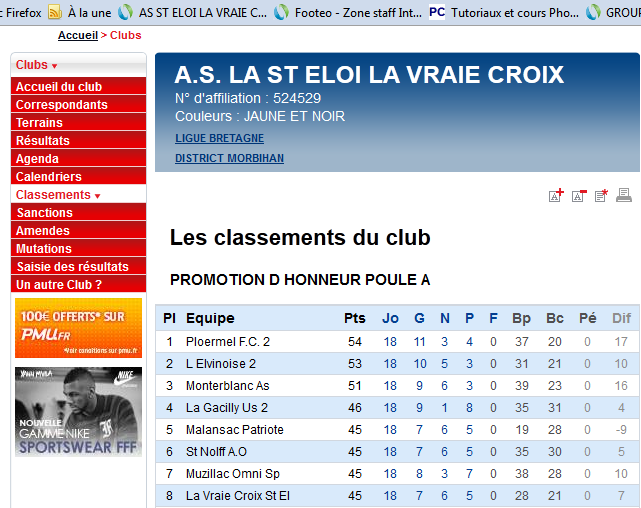 c Firefox À la une AS ST ELOI LA VRAIE C... Footeo - Zone staff Int... PC Tutoriaux et cours Pho... GROUP
Accueil > Clubs
Clubs
Accueil du club
Correspondants
Terrains
Résultats
Agenda
Calendriers
Classements
Sanctions
Amendes
Mutations
Saisie des résultats
Un autre Club ?
100€ OFFERTS* SUR
PMU.FR
*Voir conditions sur pmu.fr
YANN MVILA NIKE
NOUVELLE
GAMME NIKE
SPORTSWEAR FFF
A.S. LA ST ELOI LA VRAIE CROIX
N° d'affiliation : 524529
Couleurs : JAUNE ET NOIR
LIGUE BRETAGNE
DISTRICT MORBIHAN
Les classements du club
PROMOTION D HONNEUR POULE A
Pl Equipe Pts Jo G N P F Bp Bc Pé Dif
1 Ploermel F.C. 2 54 18 11 3 4 0 37 20 0 17
2 L Elvinoise 2 53 18 10 5 3 0 31 21 0 10
3 Monterblanc As 51 18 9 6 3 0 39 23 0 16
4 La Gacilly Us 2 46 18 9 1 8 0 35 31 0 4
5 Malansac Patriote 45 18 7 6 5 0 19 28 0 -9
6 St Nolff A.O 45 18 7 6 5 0 35 30 0 5
7 Muzillac Omni Sp 45 18 8 3 7 0 38 28 0 10
8 La Vraie Croix St El 45 18 7 6 5 0 28 21 0 7